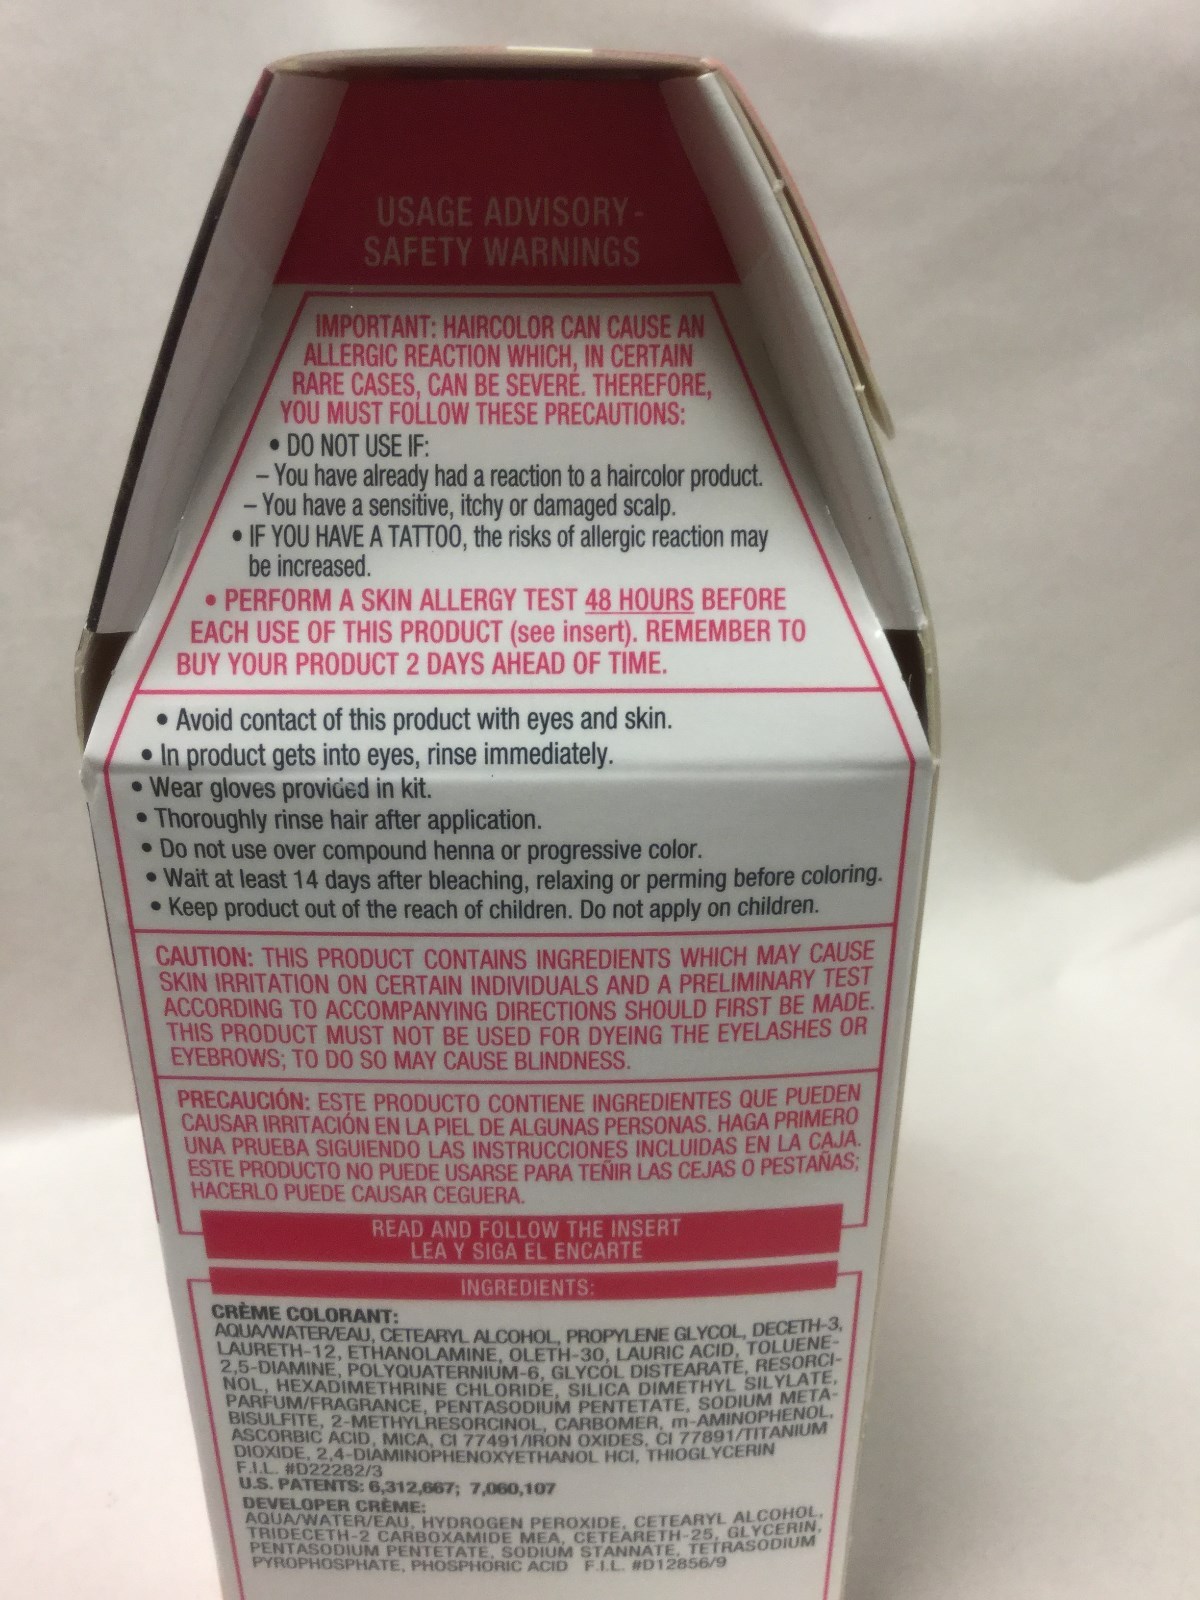 USAGE ADVISORY-
SAFETY WARNINGS
IMPORTANT: HAIRCOLOR CAN CAUSE AN
ALLERGIC REACTION WHICH, IN CERTAIN
RARE CASES, CAN BE SEVERE. THEREFORE,
YOU MUST FOLLOW THESE PRECAUTIONS:
• DO NOT USE IF:
– You have already had a reaction to a haircolor product.
– You have a sensitive, itchy or damaged scalp.
• IF YOU HAVE A TATTOO, the risks of allergic reaction may
be increased.
• PERFORM A SKIN ALLERGY TEST 48 HOURS BEFORE
EACH USE OF THIS PRODUCT (see insert). REMEMBER TO
BUY YOUR PRODUCT 2 DAYS AHEAD OF TIME.
• Avoid contact of this product with eyes and skin.
• In product gets into eyes, rinse immediately.
• Wear gloves provided in kit.
• Thoroughly rinse hair after application.
• Do not use over compound henna or progressive color.
• Wait at least 14 days after bleaching, relaxing or perming before coloring.
• Keep product out of the reach of children. Do not apply on children.
CAUTION: THIS PRODUCT CONTAINS INGREDIENTS WHICH MAY CAUSE
SKIN IRRITATION ON CERTAIN INDIVIDUALS AND A PRELIMINARY TEST
ACCORDING TO ACCOMPANYING DIRECTIONS SHOULD FIRST BE MADE.
THIS PRODUCT MUST NOT BE USED FOR DYEING THE EYELASHES OR
EYEBROWS; TO DO SO MAY CAUSE BLINDNESS.
PRECAUCIÓN: ESTE PRODUCTO CONTIENE INGREDIENTES QUE PUEDEN
CAUSAR IRRITACIÓN EN LA PIEL DE ALGUNAS PERSONAS. HAGA PRIMERO
UNA PRUEBA SIGUIENDO LAS INSTRUCCIONES INCLUIDAS EN LA CAJA.
ESTE PRODUCTO NO PUEDE USARSE PARA TEÑIR LAS CEJAS O PESTAÑAS;
HACERLO PUEDE CAUSAR CEGUERA.
READ AND FOLLOW THE INSERT
LEA Y SIGA EL ENCARTE
INGREDIENTS:
CRÈME COLORANT:
AQUA/WATER/EAU, CETEARYL ALCOHOL, PROPYLENE GLYCOL, DECETH-3,
LAURETH-12, ETHANOLAMINE, OLETH-30, LAURIC ACID, TOLUENE-
2,5-DIAMINE, POLYQUATERNIUM-6, GLYCOL DISTEARATE, RESORCI-
NOL, HEXADIMETHRINE CHLORIDE, SILICA DIMETHYL SILYLATE,
PARFUM/FRAGRANCE, PENTASODIUM PENTETATE, SODIUM META-
BISULFITE, 2-METHYLRESORCINOL, CARBOMER, m-AMINOPHENOL,
ASCORBIC ACID, MICA, CI 77491/IRON OXIDES, CI 77891/TITANIUM
DIOXIDE, 2,4-DIAMINOPHENOXYETHANOL HCl, THIOGLYCERIN
F.I.L. #D22282/3
U.S. PATENTS: 6,312,667; 7,060,107
DEVELOPER CRÈME:
AQUA/WATER/EAU, HYDROGEN PEROXIDE, CETEARYL ALCOHOL,
TRIDECETH-2 CARBOXAMIDE MEA, CETEARETH-25, GLYCERIN,
PENTASODIUM PENTETATE, SODIUM STANNATE, TETRASODIUM
PYROPHOSPHATE, PHOSPHORIC ACID F.I.L. #D12856/9